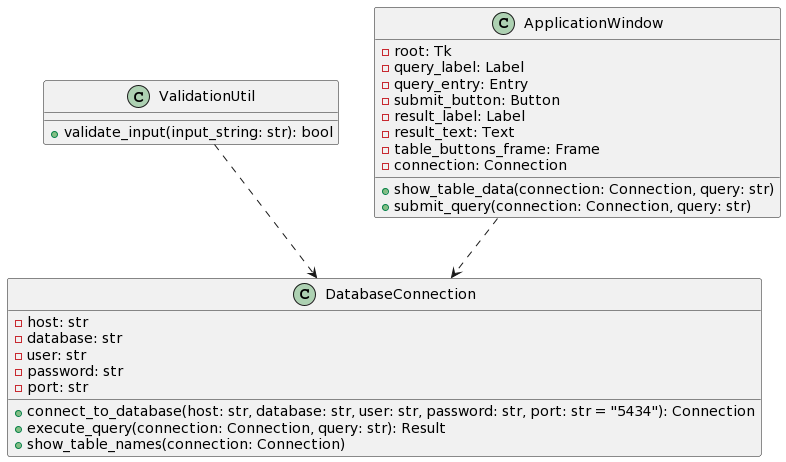 C ApplicationWindow
root: Tk
query_label: Label
query_entry: Entry
submit_button: Button
result_label: Label
result_text: Text
table_buttons_frame: Frame
connection: Connection
show_table_data(connection: Connection, query: str)
submit_query(connection: Connection, query: str)
C ValidationUtil
validate_input(input_string: str): bool
C DatabaseConnection
host: str
database: str
user: str
password: str
port: str
connect_to_database(host: str, database: str, user: str, password: str, port: str = "5434"): Connection
execute_query(connection: Connection, query: str): Result
show_table_names(connection: Connection)